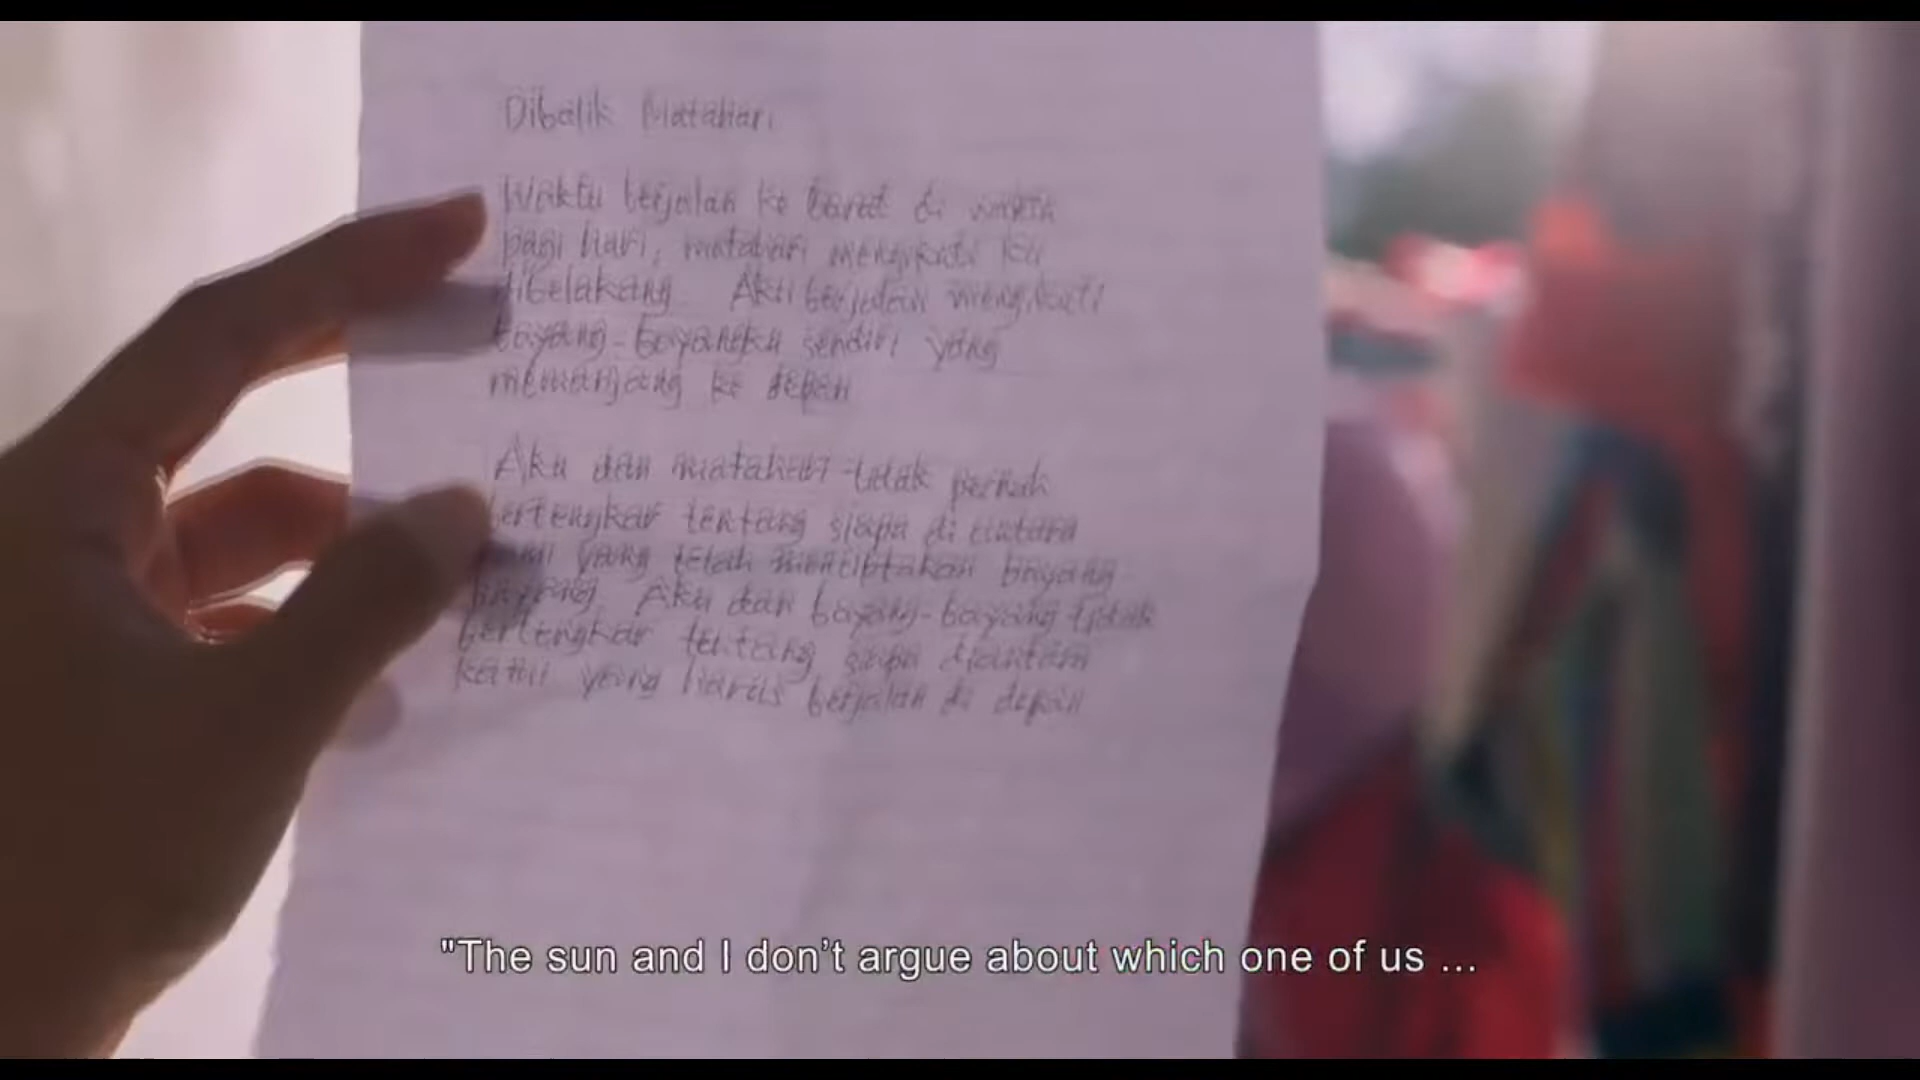 Dibalik Matahari
Waktu berjalan ke barat di waktu
pagi hari, matahari mengikuti ku
dibelakang Aku berjalan mengikuti
bayang-bayangku sendiri yang
memanjang ke depan
Aku dan matahari tidak pernah
bertengkar tentang siapa di antara
kami yang telah menciptakan bayang
bayang. Aku dan bayang-bayang tidak
bertengkar tentang siapa diantara
kami yang harus berjalan di depan
"The sun and I don’t argue about which one of us ...